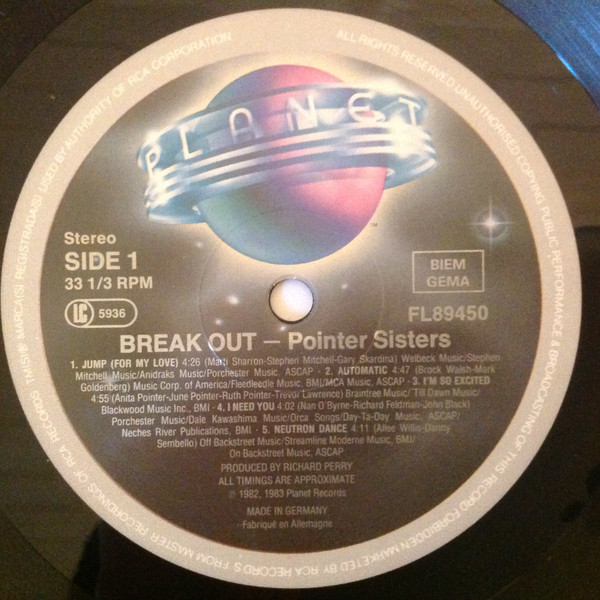 TM(S)® MARCA(S) REGISTRADA(S) USED BY AUTHORITY OF RCA CORPORATION
ALL RIGHTS RESERVED UNAUTHORISED COPYING PUBLIC PERFORMANCE & BROADCASTING OF THIS RECORD FORBIDDEN MARKETED BY RCA RECORDS FROM MASTER RECORDINGS OF RCA RECORDS
PLANET
TM
Stereo
SIDE 1
33 1/3 RPM
LC 5936
BIEM
GEMA
FL89450
BREAK OUT – Pointer Sisters
1. JUMP (FOR MY LOVE) 4:26 (Marti Sharron-Stephen Mitchell-Gary Skardina) Welbeck Music/Stephen
Mitchell Music/Anidraks Music/Porchester Music, ASCAP - 2. AUTOMATIC 4:47 (Brock Walsh-Mark
Goldenberg) Music Corp. of America/Fleedleedle Music, BMI/MCA Music, ASCAP - 3. I'M SO EXCITED
4:55 (Anita Pointer-June Pointer-Ruth Pointer-Trevor Lawrence) Braintree Music/Till Dawn Music/
Blackwood Music Inc., BMI - 4. I NEED YOU 4:02 (Nan O'Byrne-Richard Feldman-John Black)
Porchester Music/Dale Kawashima Music/Orca Songs/Day-Ta-Day Music, ASCAP/
Neches River Publications, BMI - 5. NEUTRON DANCE 4:11 (Allee Willis-Danny
Sembello) Off Backstreet Music/Streamline Moderne Music, BMI/
On Backstreet Music, ASCAP
PRODUCED BY RICHARD PERRY
ALL TIMINGS ARE APPROXIMATE
℗ 1982, 1983 Planet Records
MADE IN GERMANY
Fabriqué en Allemagne